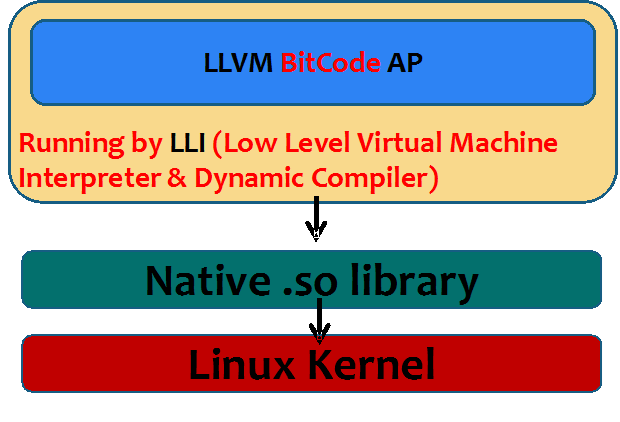 LLVM BitCode AP
Running by LLI (Low Level Virtual Machine
Interpreter & Dynamic Compiler)
Native .so library
Linux Kernel